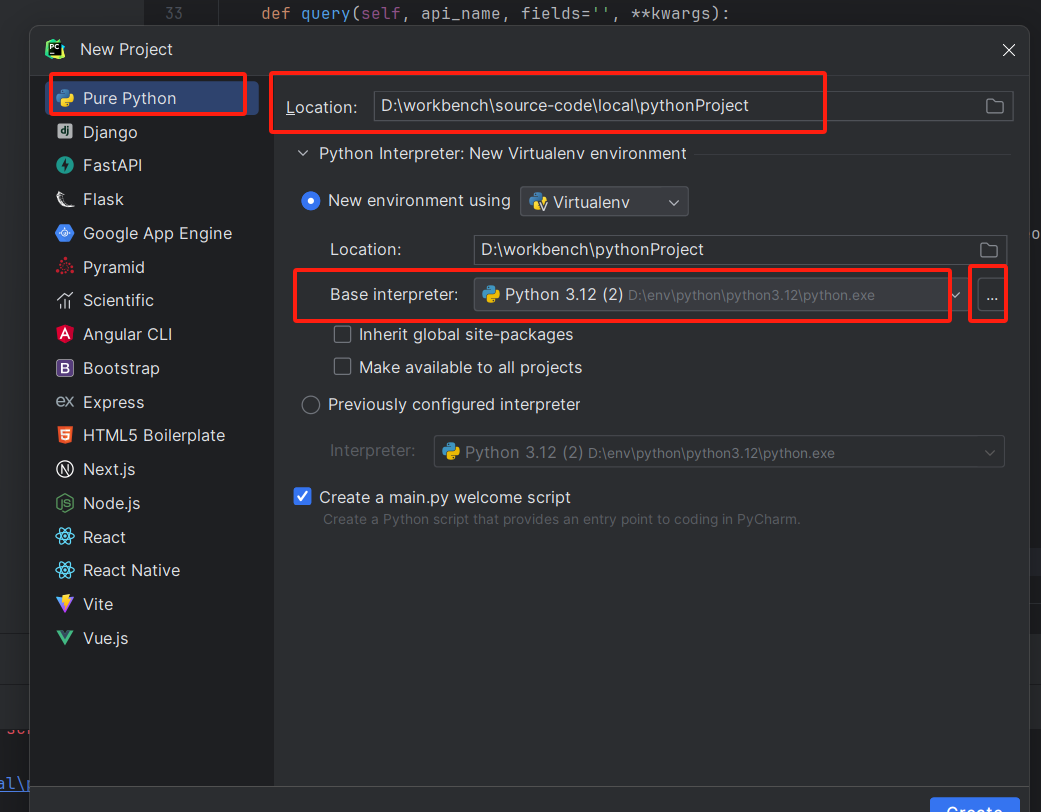 33 def query(self, api_name, fields='', **kwargs):
PC
New Project
Pure Python
Location: D:\workbench\source-code\local\pythonProject
dj Django
Python Interpreter: New Virtualenv environment
FastAPI
Flask
New environment using Virtualenv
Google App Engine
Location: D:\workbench\pythonProject
Pyramid
Base interpreter: Python 3.12 (2) D:\env\python\python3.12\python.exe ...
Scientific
Inherit global site-packages
A Angular CLI
B Bootstrap
Make available to all projects
ex Express
Previously configured interpreter
5 HTML5 Boilerplate
Interpreter: Python 3.12 (2) D:\env\python\python3.12\python.exe
N Next.js
JS Node.js
Create a main.py welcome script
Create a Python script that provides an entry point to coding in PyCharm.
React
React Native
Vite
Vue.js
Create